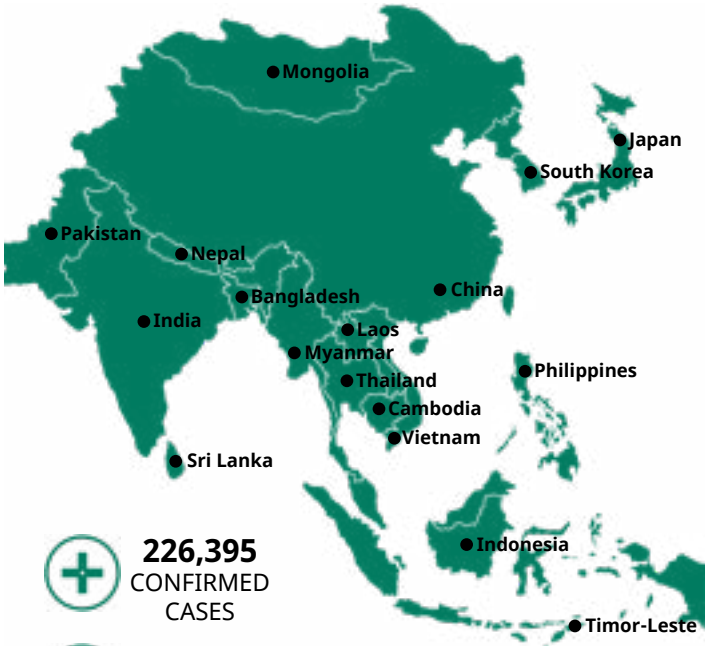 Mongolia
Japan
South Korea
Pakistan
Nepal
China
Bangladesh
India
Laos
Myanmar
Philippines
Thailand
Cambodia
Vietnam
Sri Lanka
226,395
CONFIRMED
CASES
Indonesia
Timor-Leste